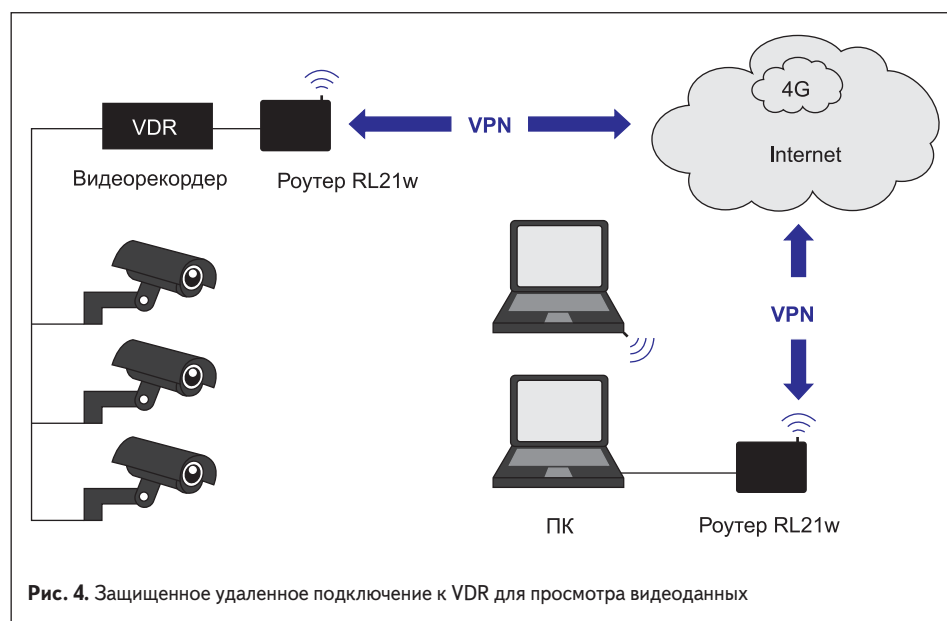 VDR
Видеорекордер
Роутер RL21w
VPN
4G
Internet
VPN
ПК
Роутер RL21w
Рис. 4. Защищенное удаленное подключение к VDR для просмотра видеоданных